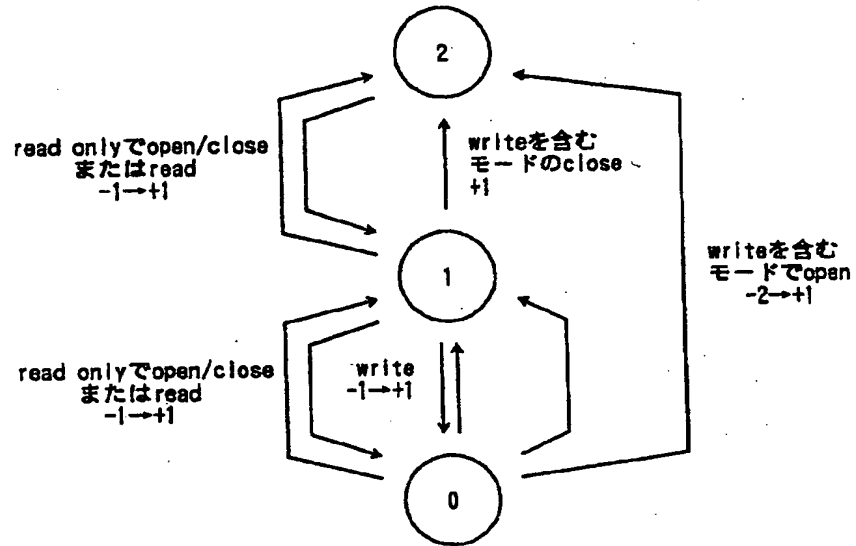 2
read onlyでopen/close
またはread
-1→+1
writeを含む
モードのclose
+1
writeを含む
モードでopen
-2→+1
1
read onlyでopen/close
またはread
-1→+1
write
-1→+1
0